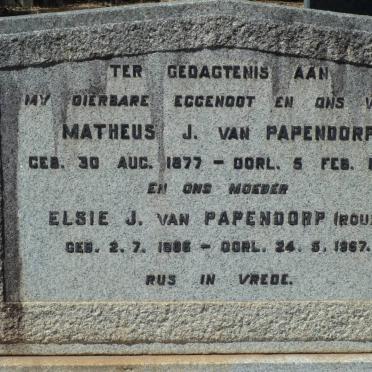 TER GEDAGTENIS AAN
MY DIERBARE EGGENOOT EN ONS
MATHEUS J. VAN PAPENDORP
GEB. 30 AUG. 1877 – OORL. 5 FEB.
EN ONS MOEDER
ELSIE J. VAN PAPENDORP (ROU
GEB. 2.7. 1886 – OORL. 24.5.1967.
RUS IN VREDE.